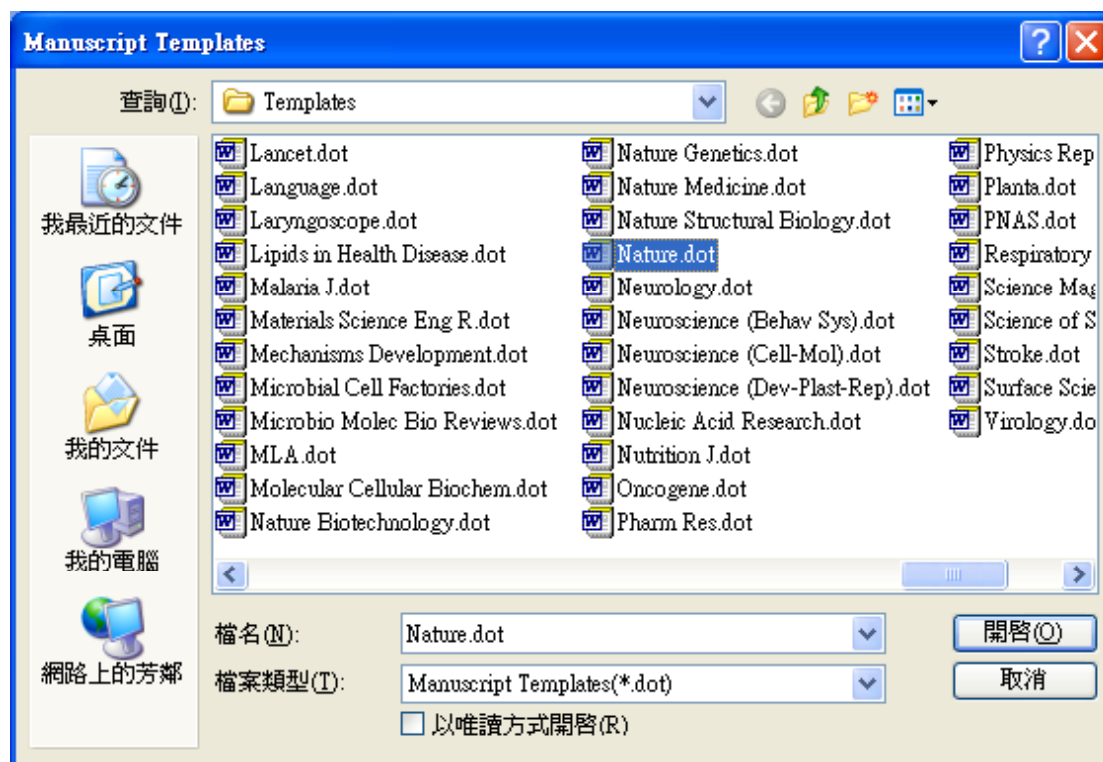 Manuscript Templates
查詢(I):
Templates
我最近的文件
桌面
我的文件
我的電腦
網路上的芳鄰
Lancet.dot
Language.dot
Laryngoscope.dot
Lipids in Health Disease.dot
Malaria J.dot
Materials Science Eng R.dot
Mechanisms Development.dot
Microbial Cell Factories.dot
Microbio Molec Bio Reviews.dot
MLA.dot
Molecular Cellular Biochem.dot
Nature Biotechnology.dot
Nature Genetics.dot
Nature Medicine.dot
Nature Structural Biology.dot
Nature.dot
Neurology.dot
Neuroscience (Behav Sys).dot
Neuroscience (Cell-Mol).dot
Neuroscience (Dev-Plast-Rep).dot
Nucleic Acid Research.dot
Nutrition J.dot
Oncogene.dot
Pharm Res.dot
Physics Rep
Planta.dot
PNAS.dot
Respiratory
Science Mag
Science of S
Stroke.dot
Surface Scie
Virology.do
檔名(N):
Nature.dot
開啓(O)
檔案類型(T):
Manuscript Templates(*.dot)
取消
以唯讀方式開啓(R)